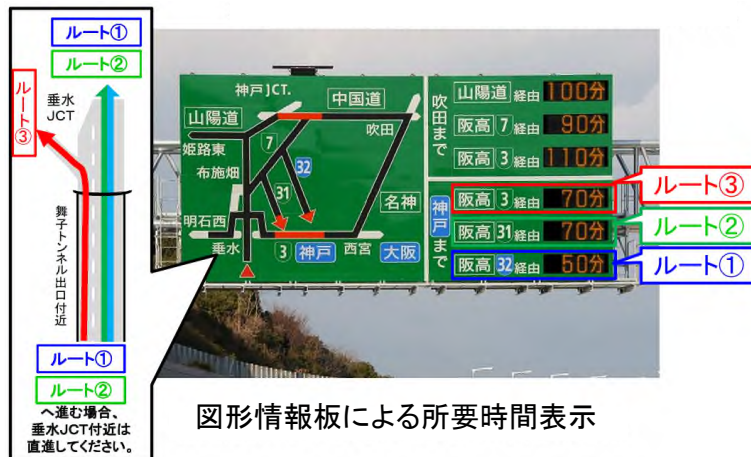 ルート①
ルート②
ルート③
垂水
JCT
舞子トンネル出口付近
ルート①
ルート②
へ進む場合、
垂水JCT付近は
直進してください。
神戸JCT.
中国道
山陽道
吹田
姫路東
7
布施畑
32
31
名神
明石西
垂水
3
神戸
西宮
大阪
吹田まで
山陽道 経由 100分
阪高 7 経由 90分
阪高 3 経由 110分
神戸まで
阪高 3 経由 70分
阪高 31 経由 70分
阪高 32 経由 50分
ルート③
ルート②
ルート①
図形情報板による所要時間表示